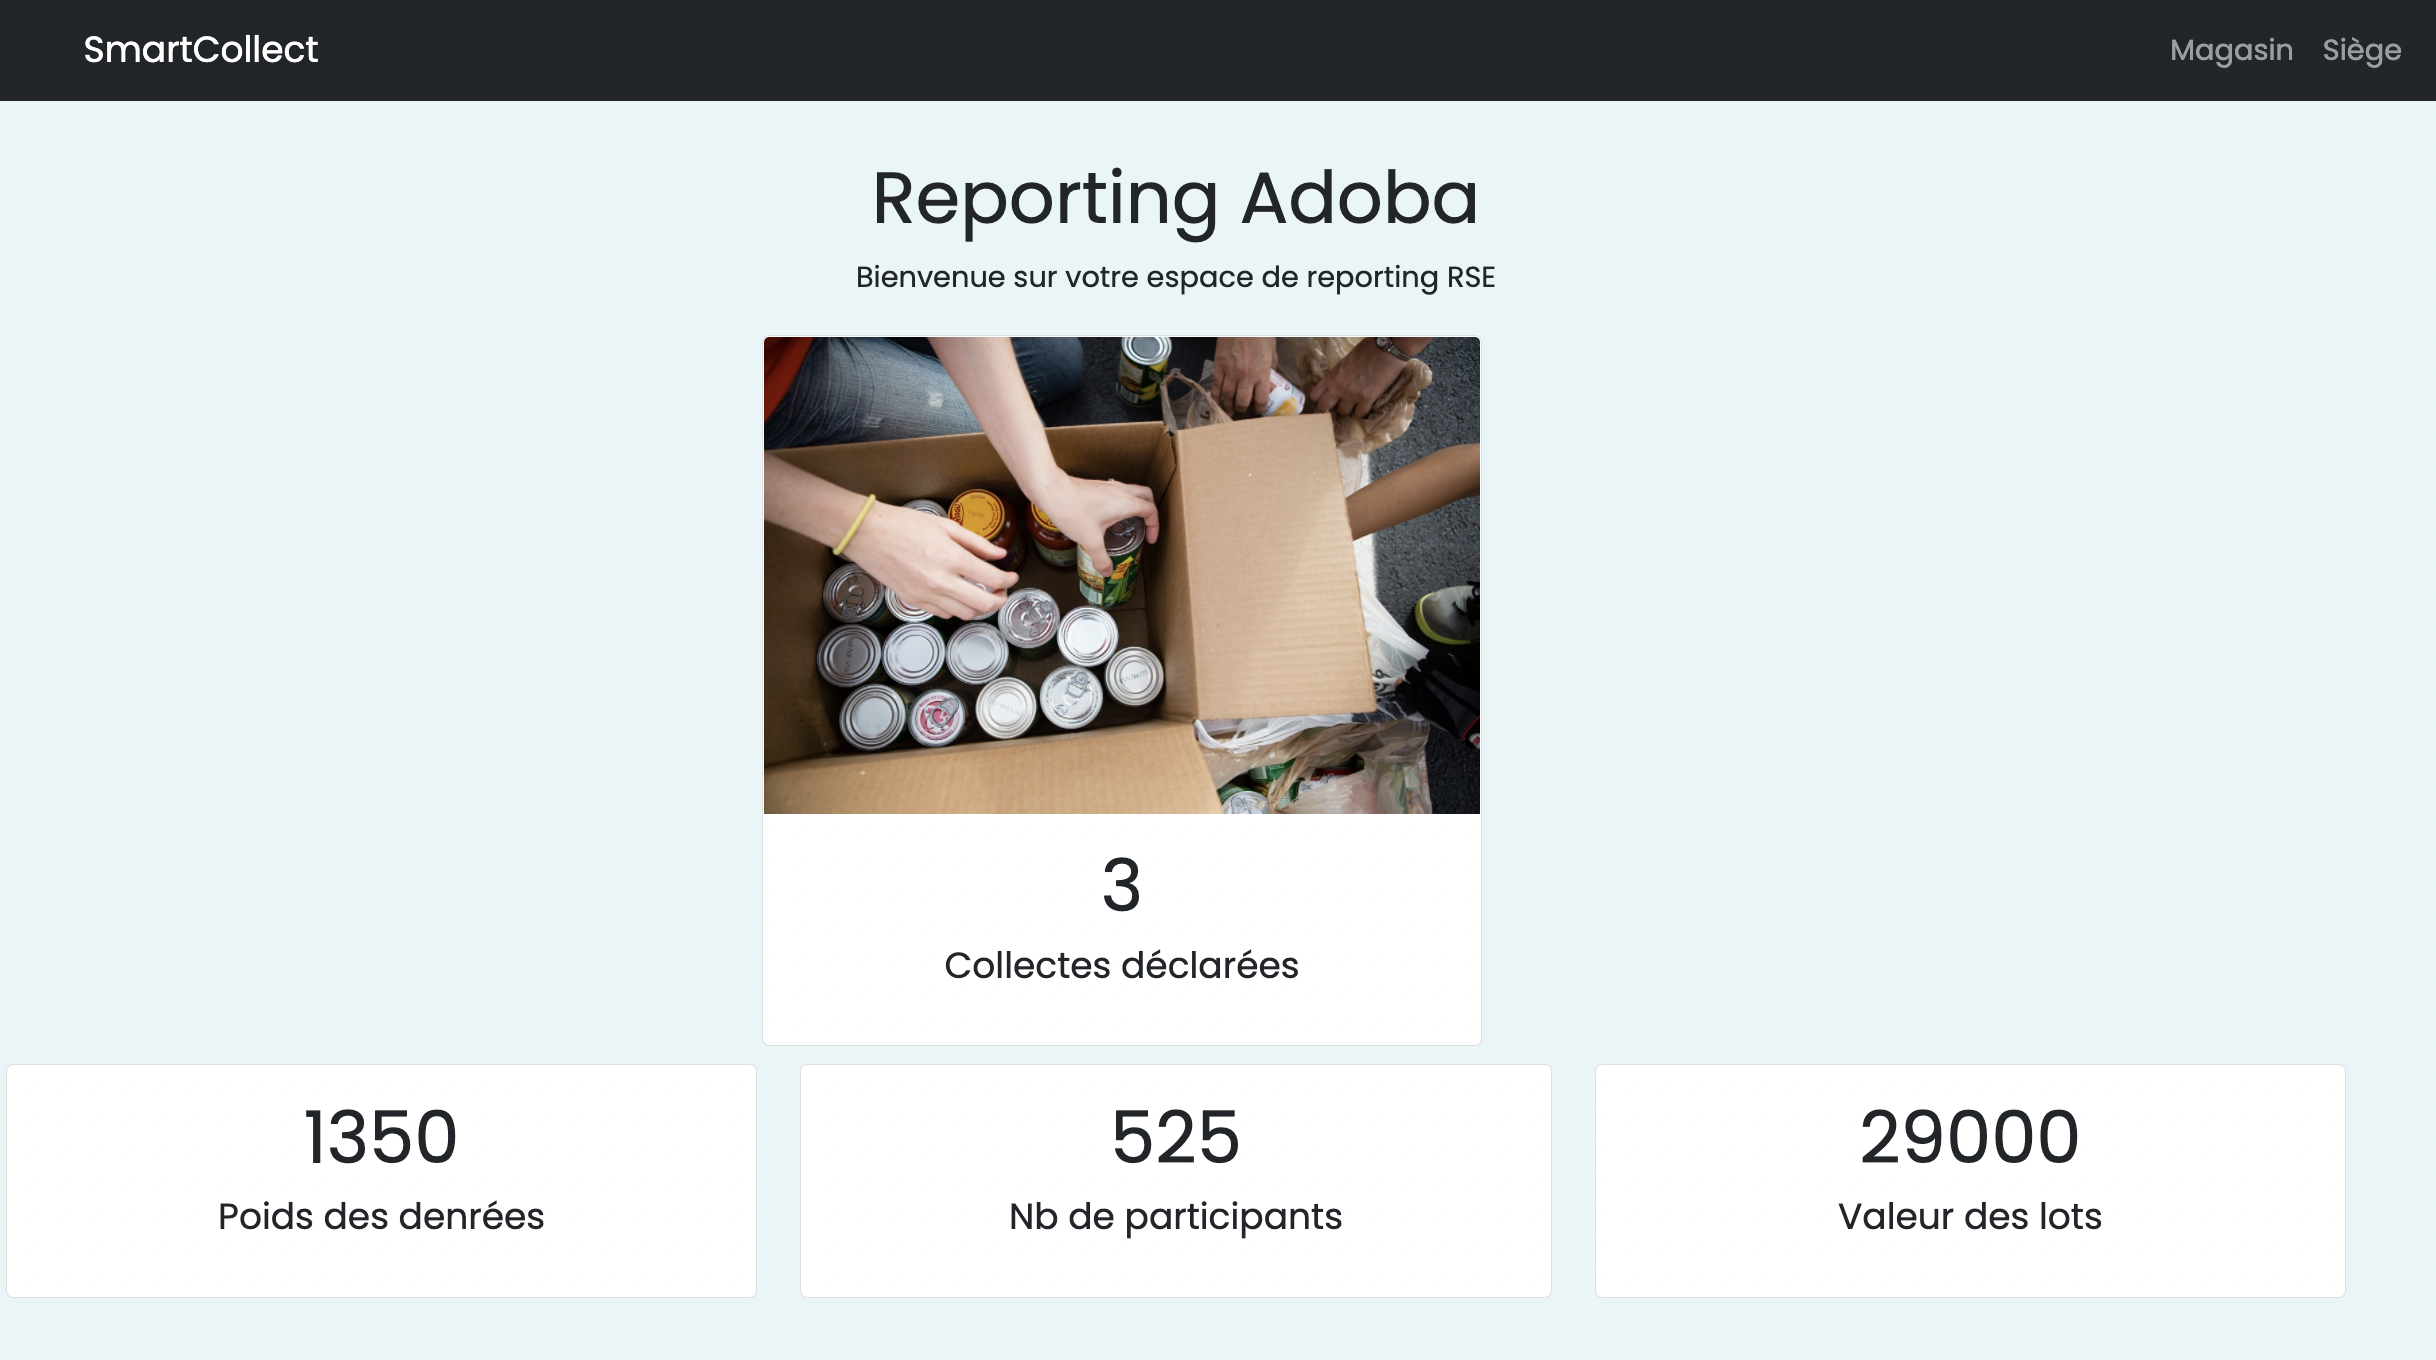 SmartCollect
Magasin Siège
Reporting Adoba
Bienvenue sur votre espace de reporting RSE
3
Collectes déclarées
1350
Poids des denrées
525
Nb de participants
29000
Valeur des lots